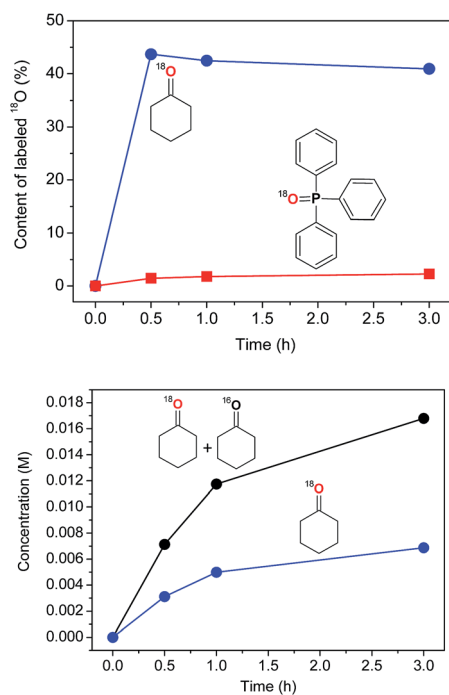 50
40
30
20
10
0
Content of labeled ¹⁸O (%)
¹⁸O
¹⁸O=P
0.0 0.5 1.0 1.5 2.0 2.5 3.0
Time (h)
0.018
0.016
0.014
0.012
0.010
0.008
0.006
0.004
0.002
0.000
Concentration (M)
¹⁸O ¹⁶O
+
¹⁸O
0.0 0.5 1.0 1.5 2.0 2.5 3.0
Time (h)